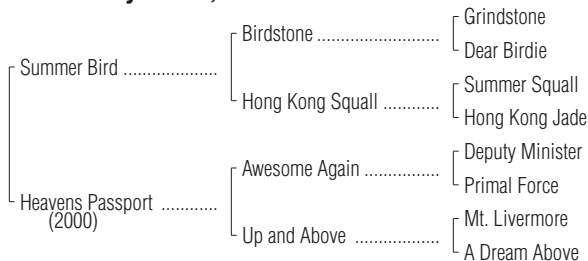 Grindstone
Birdstone ..........................
Dear Birdie
Summer Bird ....................
Summer Squall
Hong Kong Squall ............
Hong Kong Jade
Deputy Minister
Awesome Again ................
Primal Force
Heavens Passport ............
(2000)
Mt. Livermore
Up and Above ..................
A Dream Above